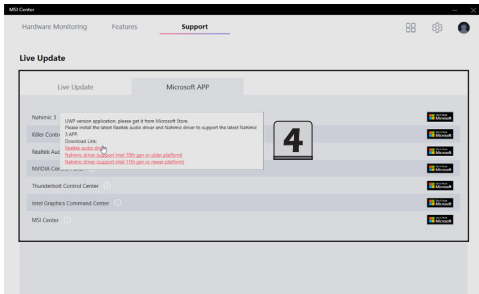 MSI Center
Hardware Monitoring Features Support
Live Update
Live Update Microsoft APP
Nahimic 3
UWP version application, please get it from Microsoft Store.
Please install the latest Realtek audio driver and Nahimic driver to support the latest Nahimic
3 APP.
Download Link:
Realtek audio driver
Nahimic driver (support Intel 10th gen or older platform)
Nahimic driver (support Intel 11th gen or newer platform)
4
Killer Contro
Realtek Aud
NVIDIA Con
Thunderbolt Control Center
Intel Graphics Command Center
MSI Center
Microsoft
Microsoft
Microsoft
Microsoft
Microsoft
Microsoft
Microsoft